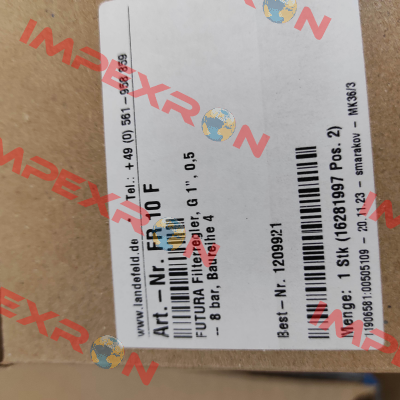 www.landefeld.de • Tel.: +49 (0) 561-958 859
Art.-Nr. FR 10 F
FUTURA Filterregler, G 1", 0,5
- 8 bar, Baureihe 4
Best-Nr. 1209921
Menge: 1 Stk (16281997 Pos. 2)
11906581:00505109 - 20.11.23 - smarakov - MK36/3
IMPEXRON
IMPEXRON